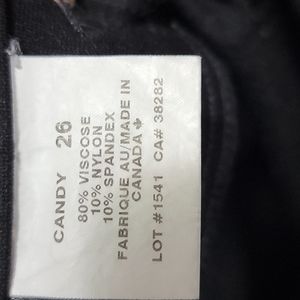 CANDY 26
80% VISCOSE
10% NYLON
10% SPANDEX
FABRIQUE AU/MADE IN
CANADA
LOT #1541 CA# 38282